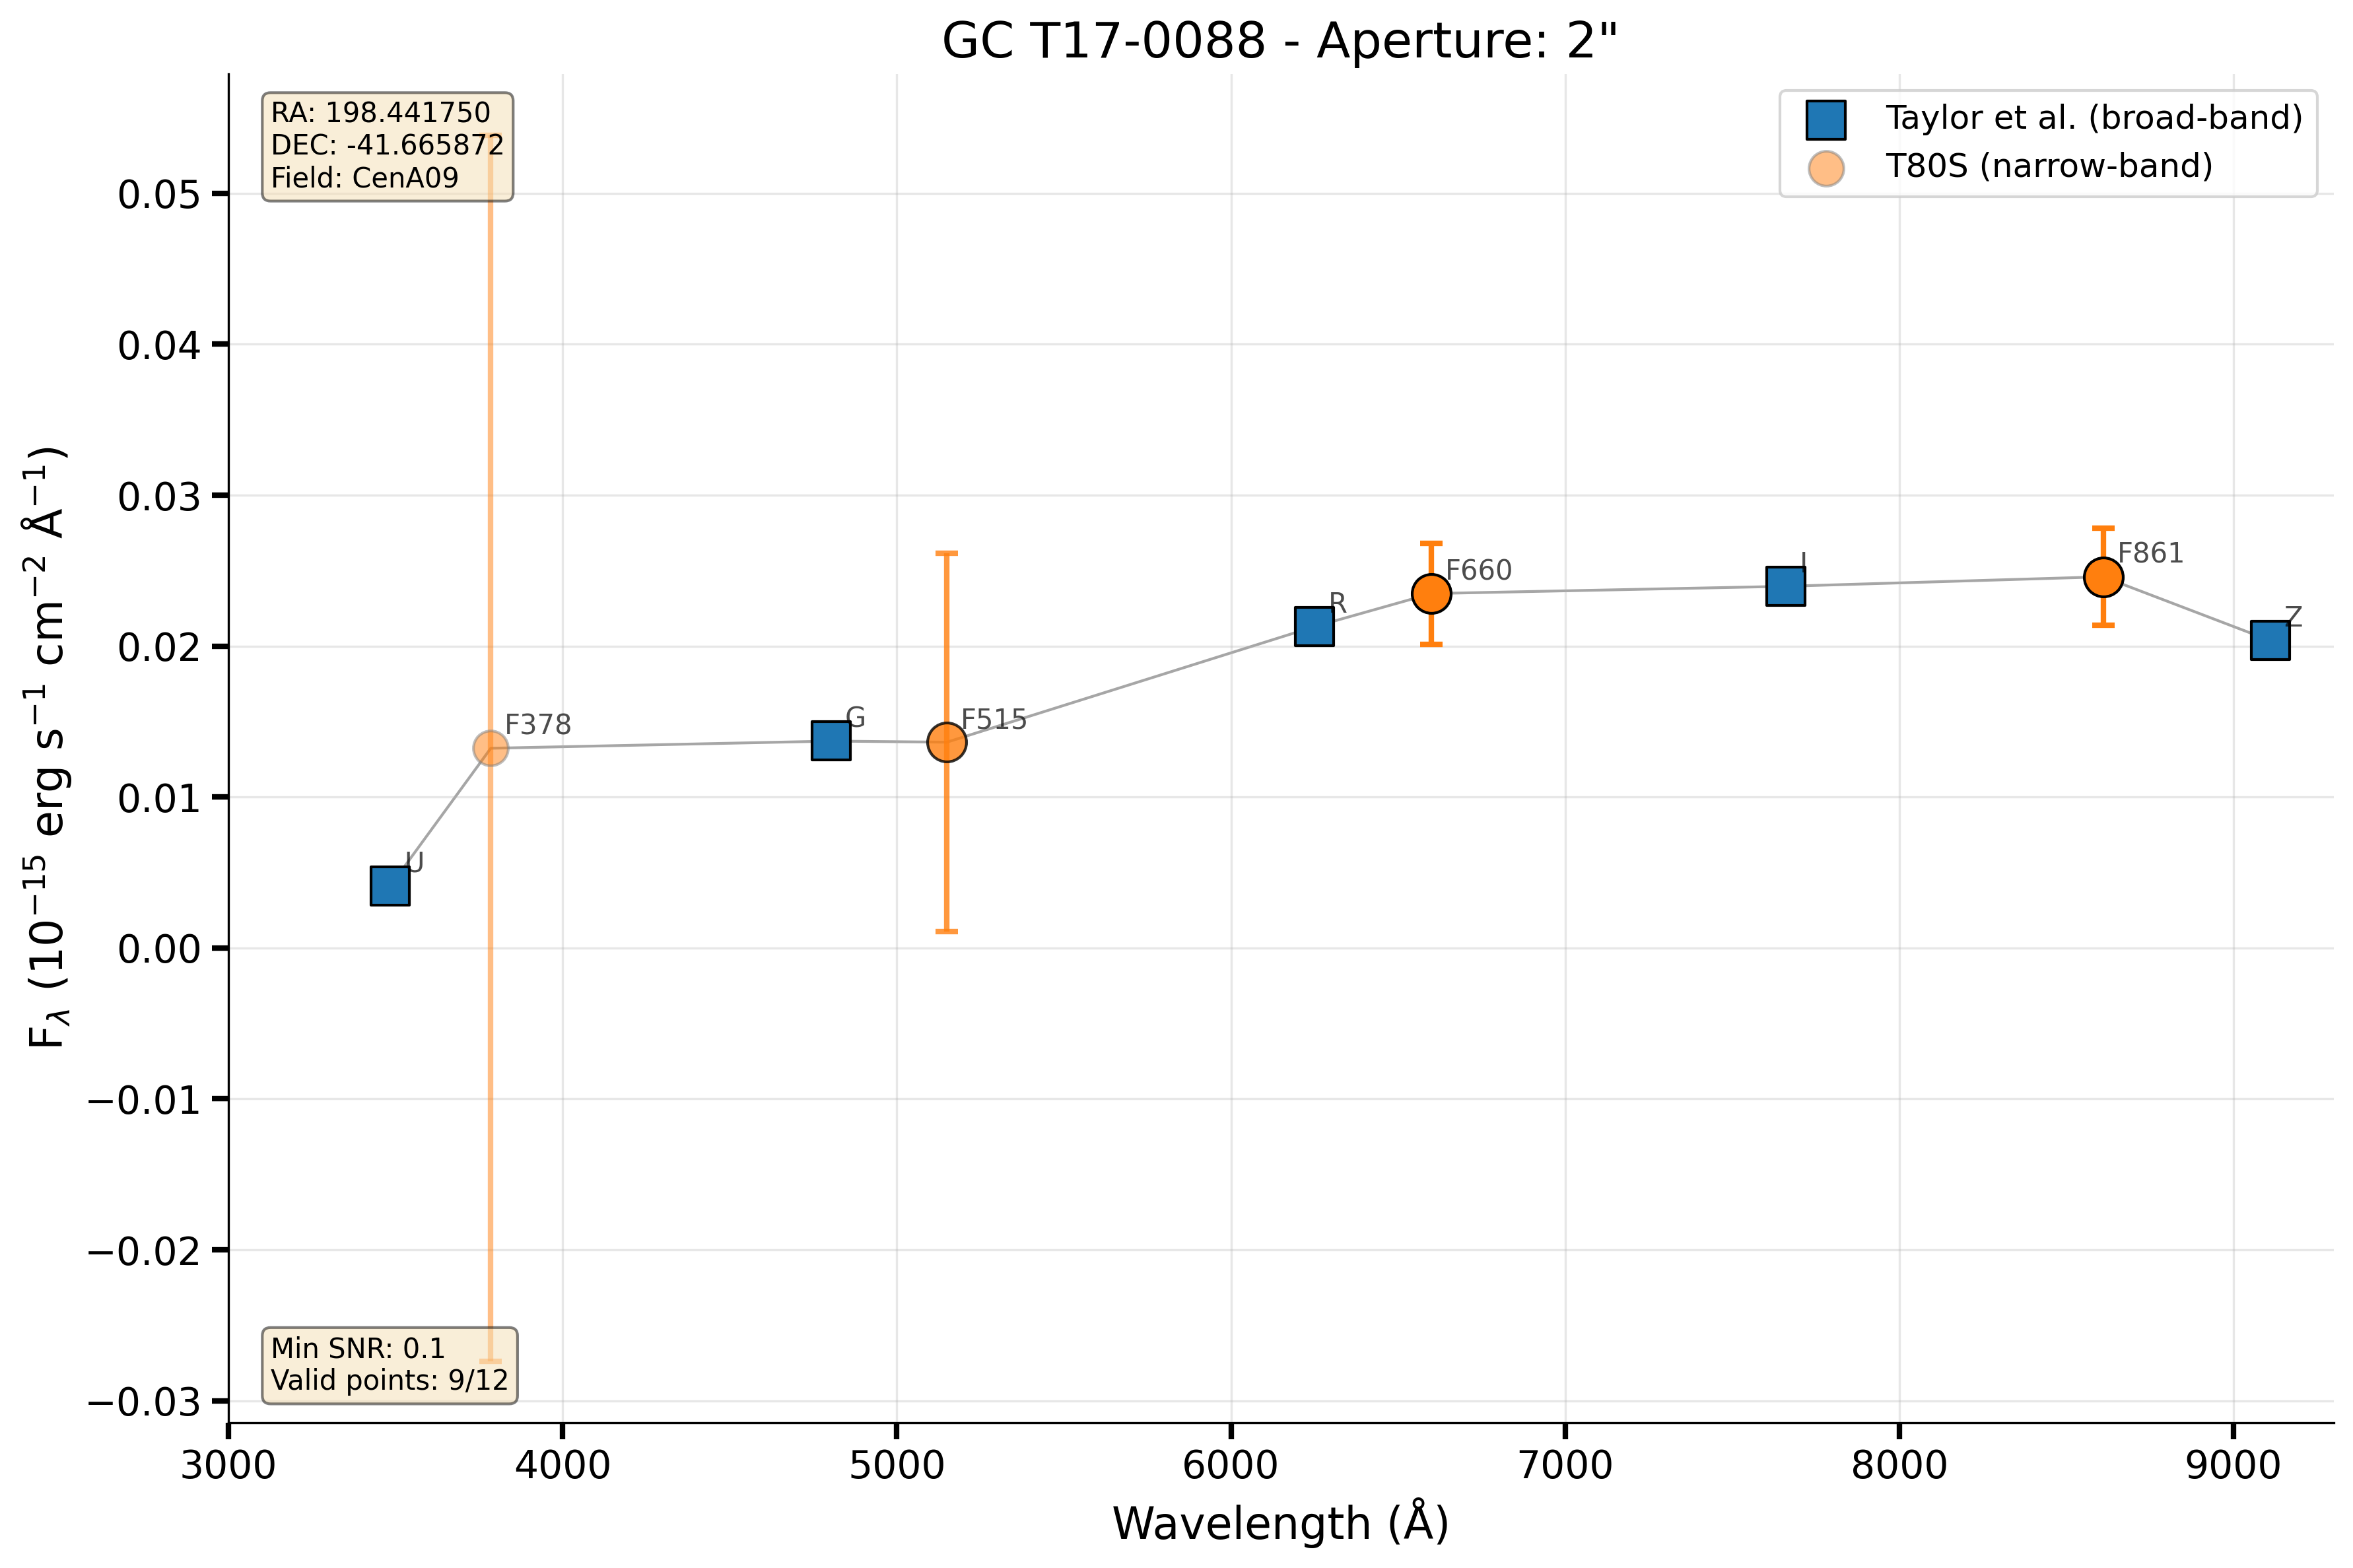 GC T17-0088 - Aperture: 2"
RA: 198.441750
DEC: -41.665872
Field: CenA09
Taylor et al. (broad-band)
T80S (narrow-band)
0.05
0.04
0.03
0.02
0.01
0.00
−0.01
−0.02
−0.03
F_λ (10⁻¹⁵ erg s⁻¹ cm⁻² Å⁻¹)
U
F378
G
F515
R
F660
I
F861
Z
Min SNR: 0.1
Valid points: 9/12
3000 4000 5000 6000 7000 8000 9000
Wavelength (Å)